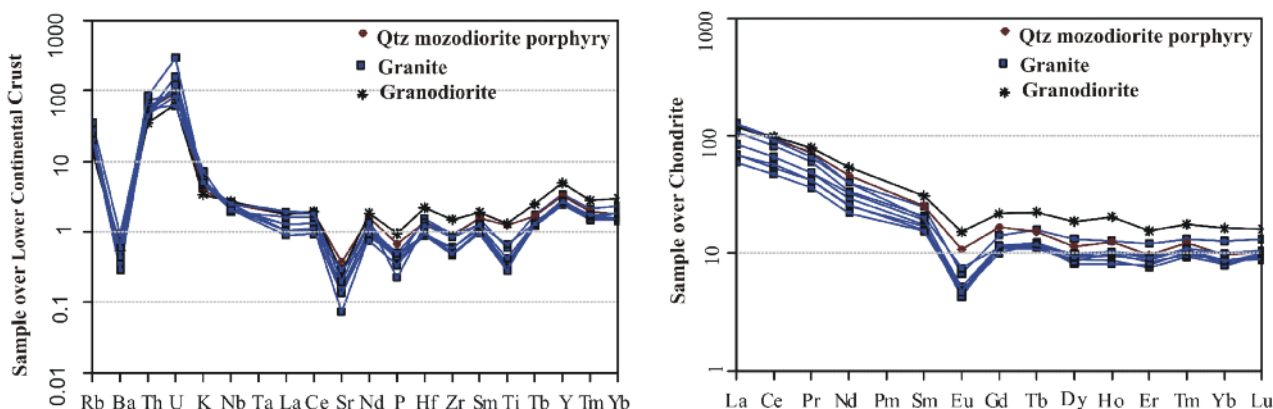 Sample over Lower Continental Crust
1000
100
10
1
0.1
0.01
Qtz mozodiorite porphyry
Granite
Granodiorite
Rb Ba Th U K Nb Ta La Ce Sr Nd P Hf Zr Sm Ti Tb Y Tm Yb
Sample over Chondrite
1000
100
10
1
Qtz mozodiorite porphyry
Granite
Granodiorite
La Ce Pr Nd Pm Sm Eu Gd Tb Dy Ho Er Tm Yb Lu